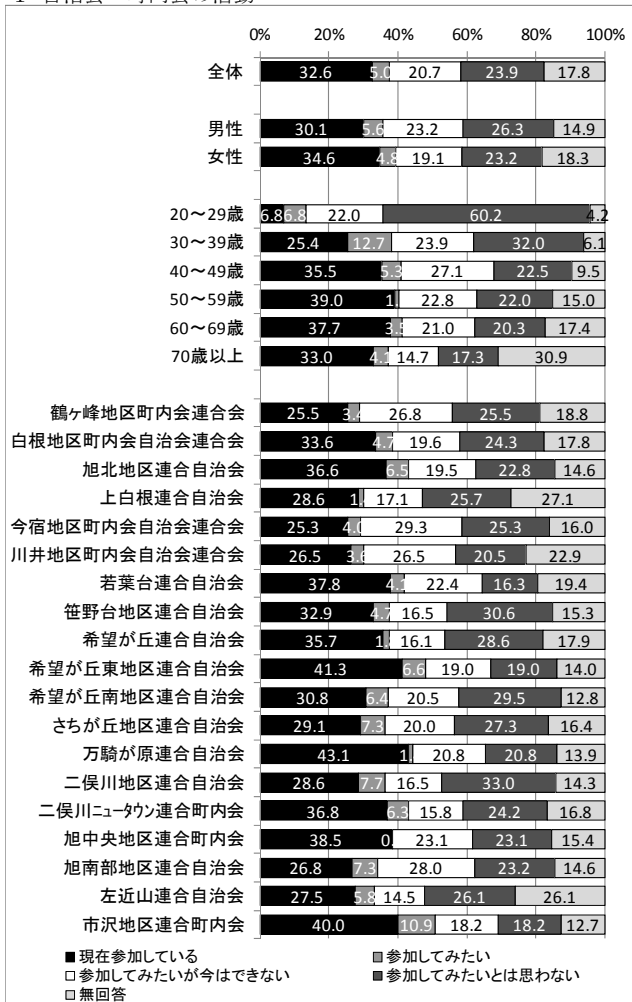 0% 20% 40% 60% 80% 100%
全体 32.6 5.0 20.7 23.9 17.8
男性 30.1 5.6 23.2 26.3 14.9
女性 34.6 4.8 19.1 23.2 18.3
20～29歳 6.8 6.8 22.0 60.2 4.2
30～39歳 25.4 12.7 23.9 32.0 6.1
40～49歳 35.5 5.3 27.1 22.5 9.5
50～59歳 39.0 22.8 22.0 15.0
60～69歳 37.7 3.5 21.0 20.3 17.4
70歳以上 33.0 4.1 14.7 17.3 30.9
鶴ヶ峰地区町内会連合会 25.5 3.4 26.8 25.5 18.8
白根地区町内会自治会連合会 33.6 4.7 19.6 24.3 17.8
旭北地区連合自治会 36.6 6.5 19.5 22.8 14.6
上白根連合自治会 28.6 17.1 25.7 27.1
今宿地区町内会自治会連合会 25.3 4.0 29.3 25.3 16.0
川井地区町内会自治会連合会 26.5 3.6 26.5 20.5 22.9
若葉台連合自治会 37.8 4.1 22.4 16.3 19.4
笹野台地区連合自治会 32.9 4.7 16.5 30.6 15.3
希望が丘連合自治会 35.7 16.1 28.6 17.9
希望が丘東地区連合自治会 41.3 6.6 19.0 19.0 14.0
希望が丘南地区連合自治会 30.8 6.4 20.5 29.5 12.8
さちが丘地区連合自治会 29.1 7.3 20.0 27.3 16.4
万騎が原連合自治会 43.1 20.8 20.8 13.9
二俣川地区連合自治会 28.6 7.7 16.5 33.0 14.3
二俣川ﾆｭｰﾀｳﾝ連合町内会 36.8 6.3 15.8 24.2 16.8
旭中央地区連合町内会 38.5 23.1 23.1 15.4
旭南部地区連合自治会 26.8 7.3 28.0 23.2 14.6
左近山連合自治会 27.5 5.8 14.5 26.1 26.1
市沢地区連合町内会 40.0 10.9 18.2 18.2 12.7
■現在参加している ■参加してみたい
□参加してみたいが今はできない ■参加してみたいとは思わない
□無回答